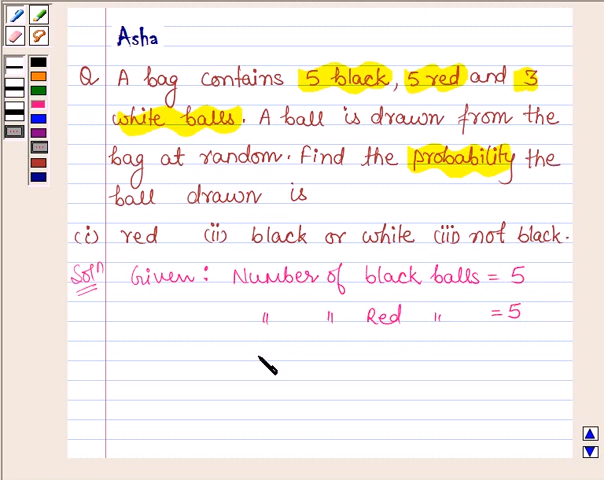 Asha
Q A bag contains 5 black, 5 red and 3
white balls. A ball is drawn from the
bag at random. Find the probability the
ball drawn is
(i) red (ii) black or white (iii) not black.
Solⁿ Given : Number of black balls = 5
" " Red " = 5